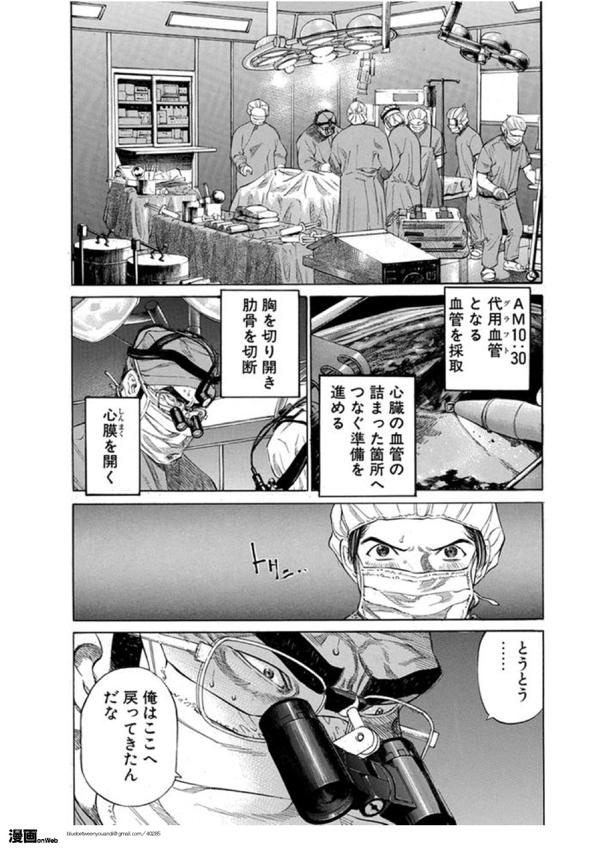 AM10:30
代用血管
グラフト
となる
血管を採取
心臓の血管の
詰まった箇所へ
つなぐ準備を
進める
胸を切り開き
肋骨を切断
心膜を開く
しんまく
とうとう
……
俺はここへ
戻ってきたん
だな
漫画onWeb
bluebetweenyouandi@gmail.com/40285